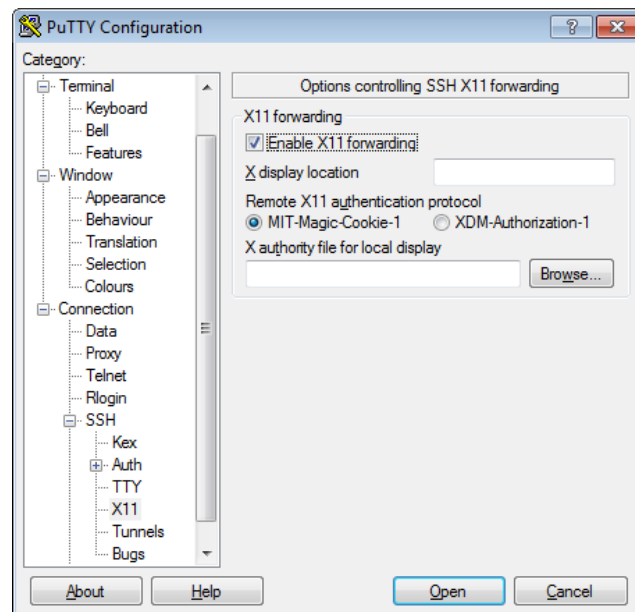 PuTTY Configuration
Category:
Terminal
Keyboard
Bell
Features
Window
Appearance
Behaviour
Translation
Selection
Colours
Connection
Data
Proxy
Telnet
Rlogin
SSH
Kex
Auth
TTY
X11
Tunnels
Bugs
Options controlling SSH X11 forwarding
X11 forwarding
Enable X11 forwarding
X display location
Remote X11 authentication protocol
MIT-Magic-Cookie-1 XDM-Authorization-1
X authority file for local display
Browse...
About Help Open Cancel